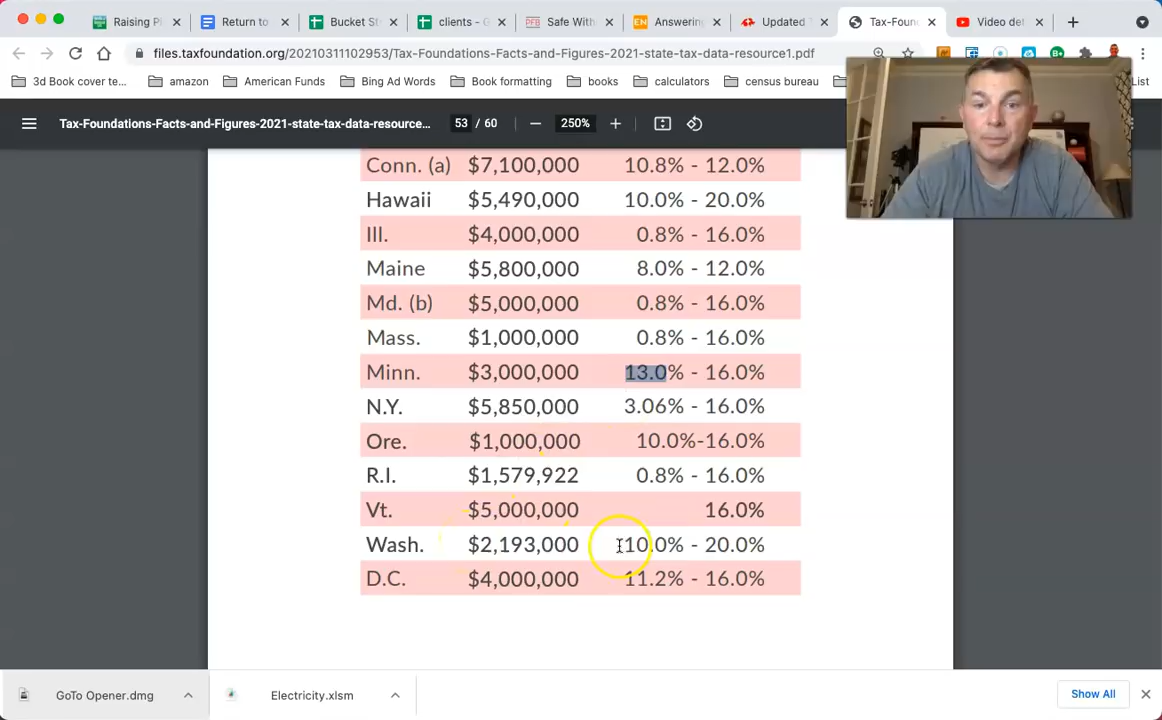 Raising Pi
Return to
Bucket St
clients - G
Safe With
Answering
Updated T
Tax-Foun
Video det
files.taxfoundation.org/20210311102953/Tax-Foundations-Facts-and-Figures-2021-state-tax-data-resource1.pdf
3d Book cover te...
amazon
American Funds
Bing Ad Words
Book formatting
books
calculators
census bureau
List
Tax-Foundations-Facts-and-Figures-2021-state-tax-data-resource...
53 / 60
250%
Conn. (a) $7,100,000 10.8% - 12.0%
Hawaii $5,490,000 10.0% - 20.0%
Ill. $4,000,000 0.8% - 16.0%
Maine $5,800,000 8.0% - 12.0%
Md. (b) $5,000,000 0.8% - 16.0%
Mass. $1,000,000 0.8% - 16.0%
Minn. $3,000,000 13.0% - 16.0%
N.Y. $5,850,000 3.06% - 16.0%
Ore. $1,000,000 10.0%-16.0%
R.I. $1,579,922 0.8% - 16.0%
Vt. $5,000,000 16.0%
Wash. $2,193,000 10.0% - 20.0%
D.C. $4,000,000 11.2% - 16.0%
GoTo Opener.dmg
Electricity.xlsm
Show All